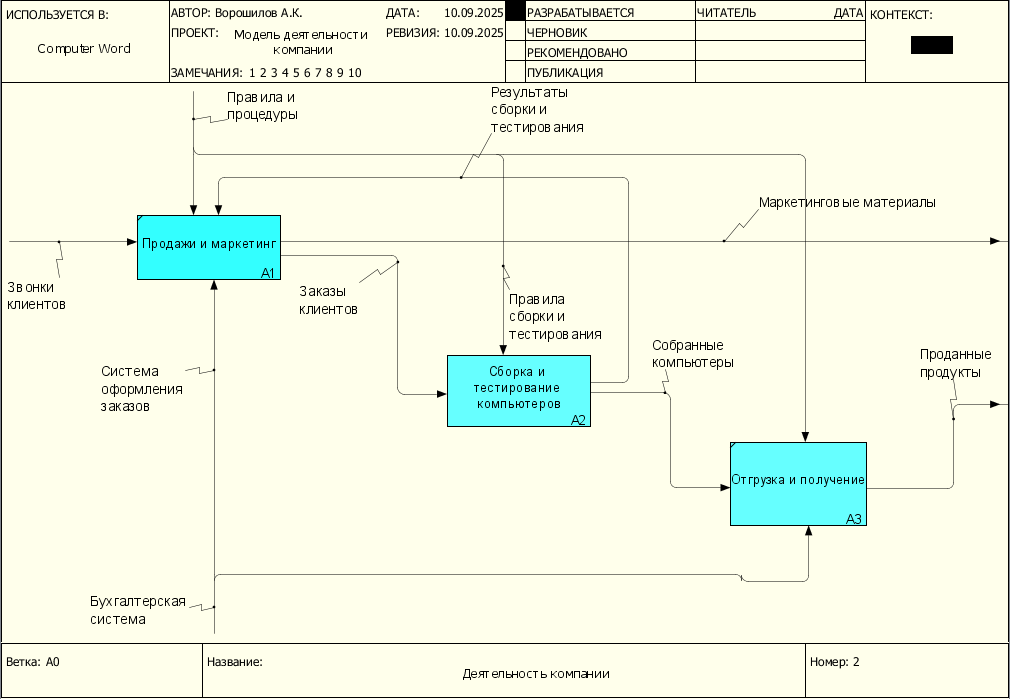 ИСПОЛЬЗУЕТСЯ В:
Computer Word
АВТОР: Ворошилов А.К.
ДАТА: 10.09.2025
ПРОЕКТ: Модель деятельности
компании
РЕВИЗИЯ: 10.09.2025
ЗАМЕЧАНИЯ: 1 2 3 4 5 6 7 8 9 10
РАЗРАБАТЫВАЕТСЯ
ЧЕРНОВИК
РЕКОМЕНДОВАНО
ПУБЛИКАЦИЯ
ЧИТАТЕЛЬ
ДАТА
КОНТЕКСТ:
Правила и
процедуры
Результаты
сборки и
тестирования
Маркетинговые материалы
Продажи и маркетинг
A1
Звонки
клиентов
Заказы
клиентов
Правила
сборки и
тестирования
Собранные
компьютеры
Проданные
продукты
Система
оформления
заказов
Сборка и
тестирование
компьютеров
A2
Отгрузка и получение
A3
Бухгалтерская
система
Ветка: A0
Название:
Деятельность компании
Номер: 2